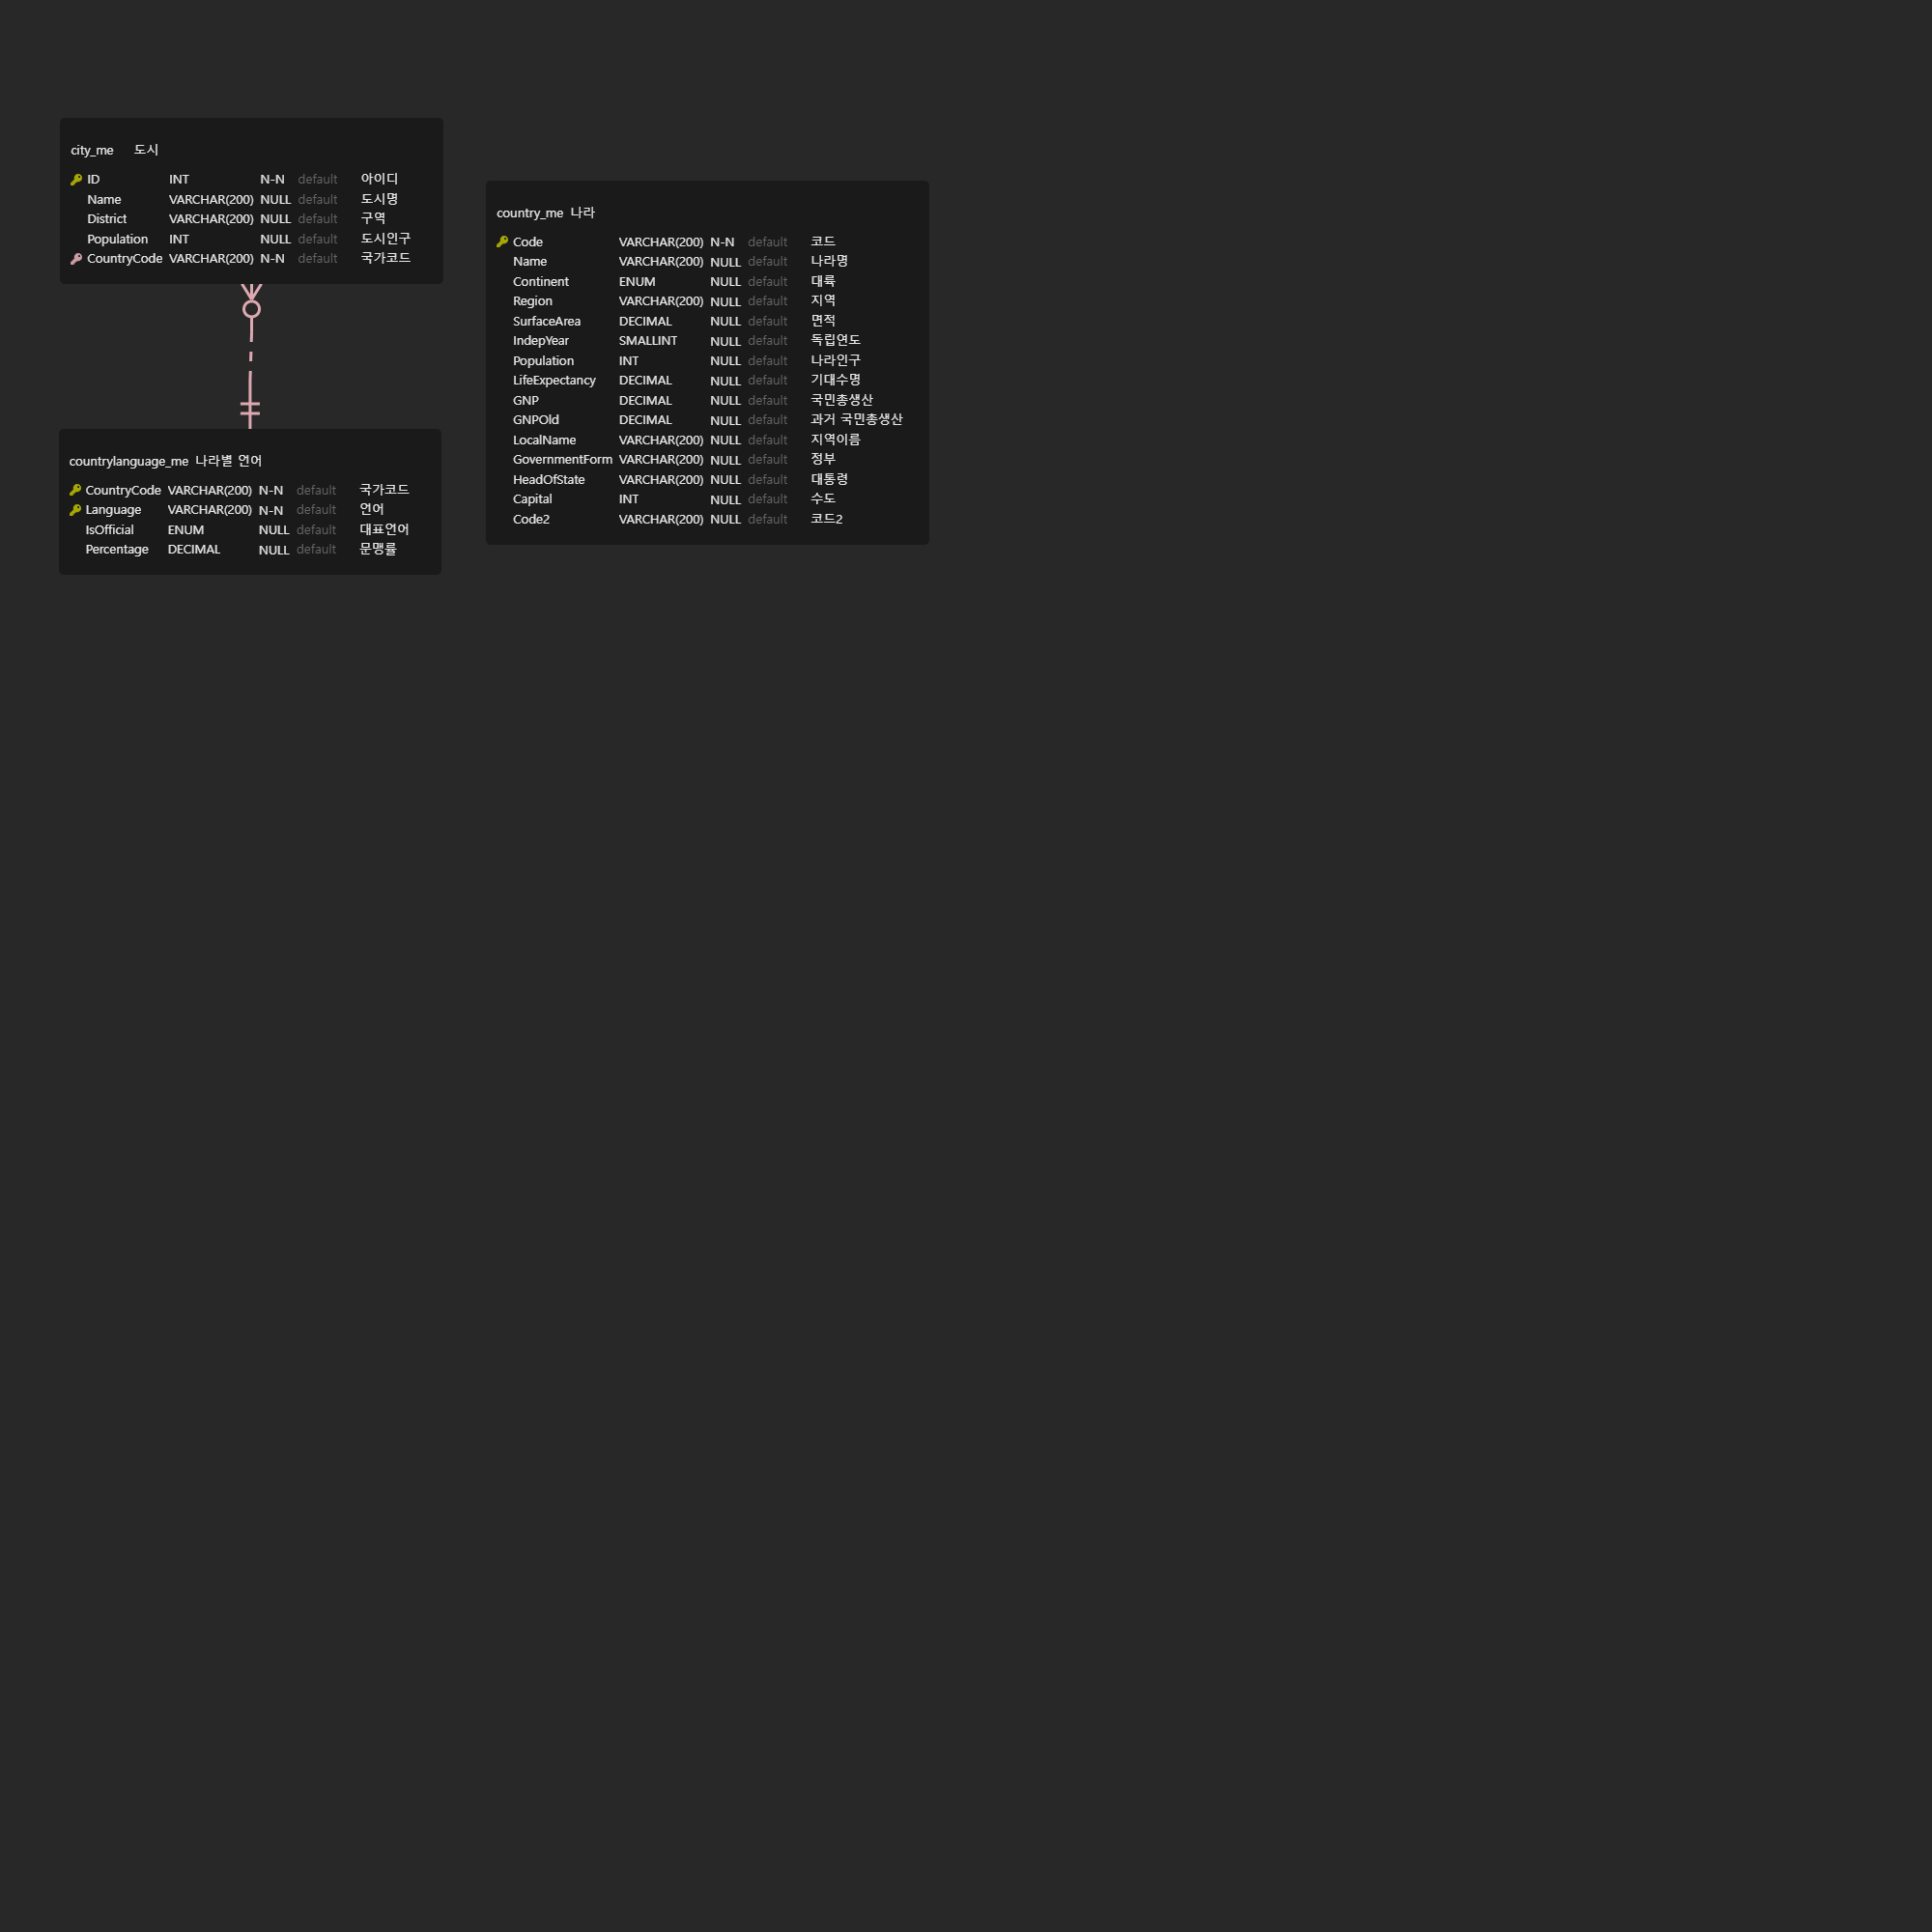 city_me 도시
ID INT N-N default 아이디
Name VARCHAR(200) NULL default 도시명
District VARCHAR(200) NULL default 구역
Population INT NULL default 도시인구
CountryCode VARCHAR(200) N-N default 국가코드
countrylanguage_me 나라별 언어
CountryCode VARCHAR(200) N-N default 국가코드
Language VARCHAR(200) N-N default 언어
IsOfficial ENUM NULL default 대표언어
Percentage DECIMAL NULL default 문맹률
country_me 나라
Code VARCHAR(200) N-N default 코드
Name VARCHAR(200) NULL default 나라명
Continent ENUM NULL default 대륙
Region VARCHAR(200) NULL default 지역
SurfaceArea DECIMAL NULL default 면적
IndepYear SMALLINT NULL default 독립연도
Population INT NULL default 나라인구
LifeExpectancy DECIMAL NULL default 기대수명
GNP DECIMAL NULL default 국민총생산
GNPOld DECIMAL NULL default 과거 국민총생산
LocalName VARCHAR(200) NULL default 지역이름
GovernmentForm VARCHAR(200) NULL default 정부
HeadOfState VARCHAR(200) NULL default 대통령
Capital INT NULL default 수도
Code2 VARCHAR(200) NULL default 코드2